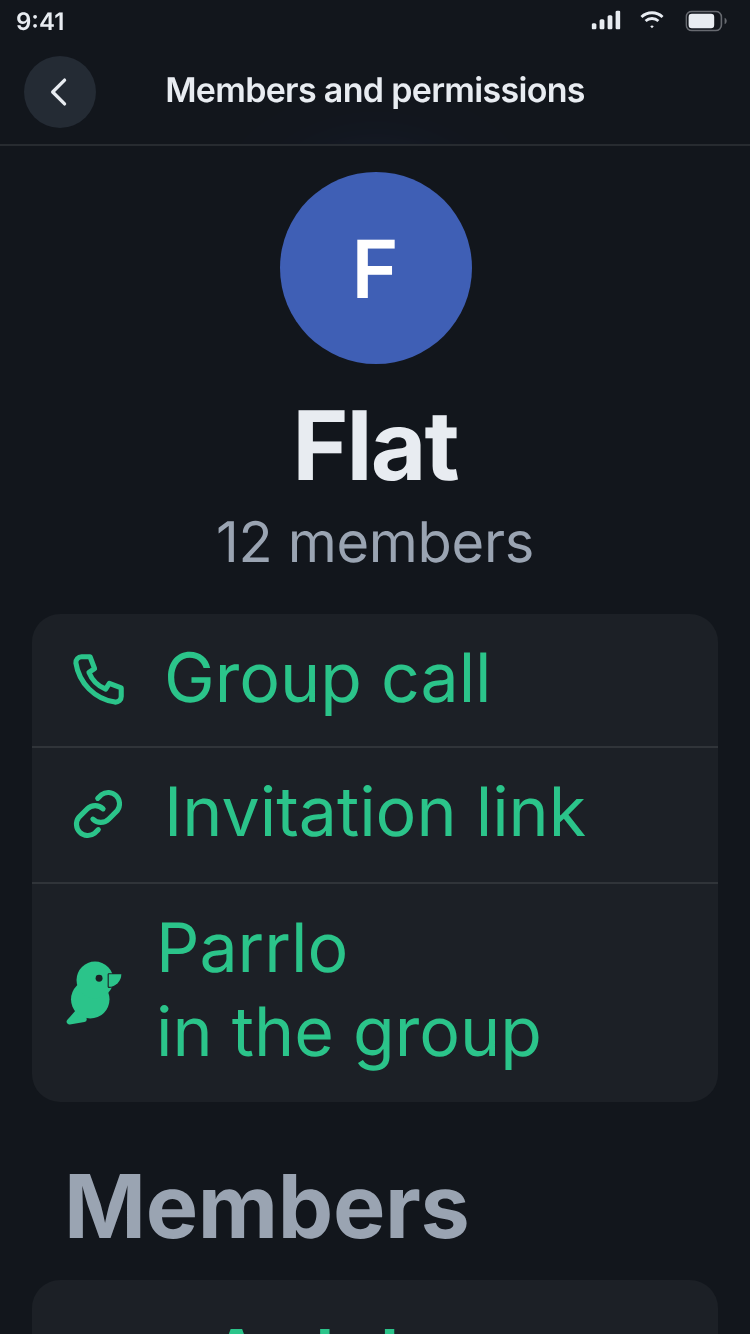 9:41
Members and permissions
F
Flat
12 members
Group call
Invitation link
Parrlo
in the group
Members